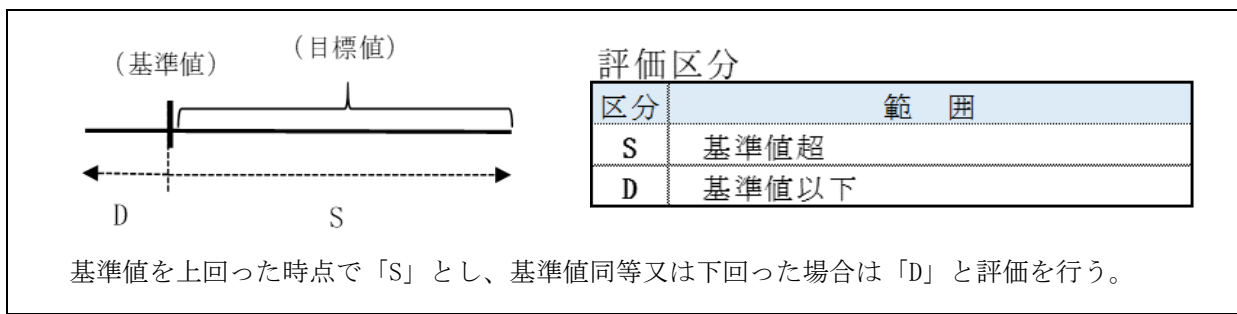 (基準値)
(目標値)
D
S
評価区分
区分 範 囲
S 基準値超
D 基準値以下
基準値を上回った時点で「S」とし、基準値同等又は下回った場合は「D」と評価を行う。